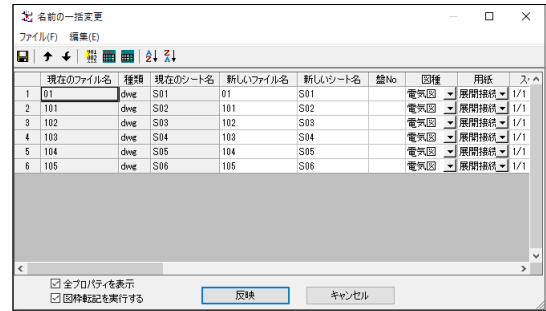 名前の一括変更
ファイル(F) 編集(E)
現在のファイル名 種類 現在のシート名 新しいファイル名 新しいシート名 盤No 図種 用紙
1 01 dwg S01 01 S01 電気図 展開接続 1/1
2 101 dwg S02 101 S02 電気図 展開接続 1/1
3 102 dwg S03 102 S03 電気図 展開接続 1/1
4 103 dwg S04 103 S04 電気図 展開接続 1/1
5 104 dwg S05 104 S05 電気図 展開接続 1/1
6 105 dwg S06 105 S06 電気図 展開接続 1/1
全プロパティを表示
図枠転記を実行する
反映 キャンセル